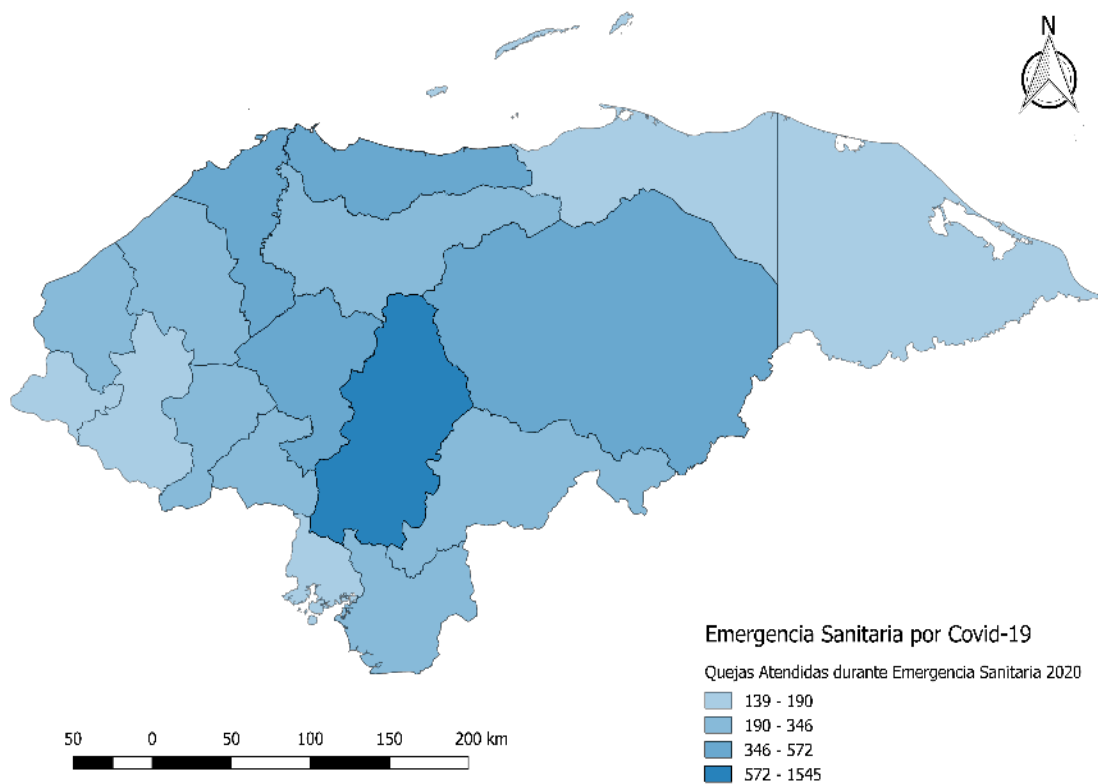 N
Emergencia Sanitaria por Covid-19
Quejas Atendidas durante Emergencia Sanitaria 2020
139 - 190
190 - 346
346 - 572
572 - 1545
50 0 50 100 150 200 km